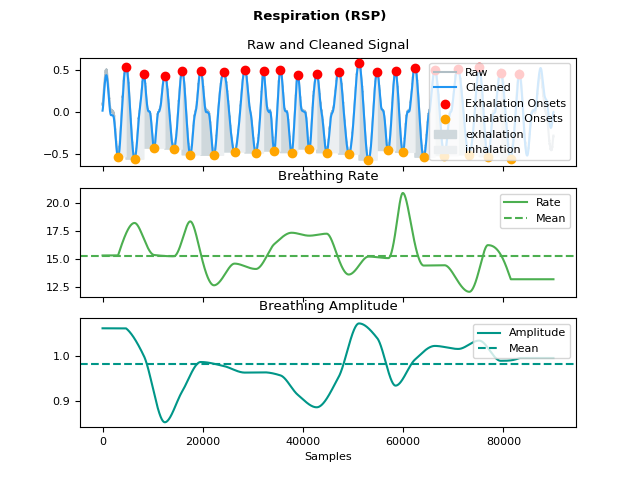 Respiration (RSP)
Raw and Cleaned Signal
0.5
0.0
−0.5
Raw
Cleaned
Exhalation Onsets
Inhalation Onsets
exhalation
inhalation
Breathing Rate
20.0
17.5
15.0
12.5
Rate
Mean
Breathing Amplitude
1.0
0.9
Amplitude
Mean
0
20000
40000
60000
80000
Samples